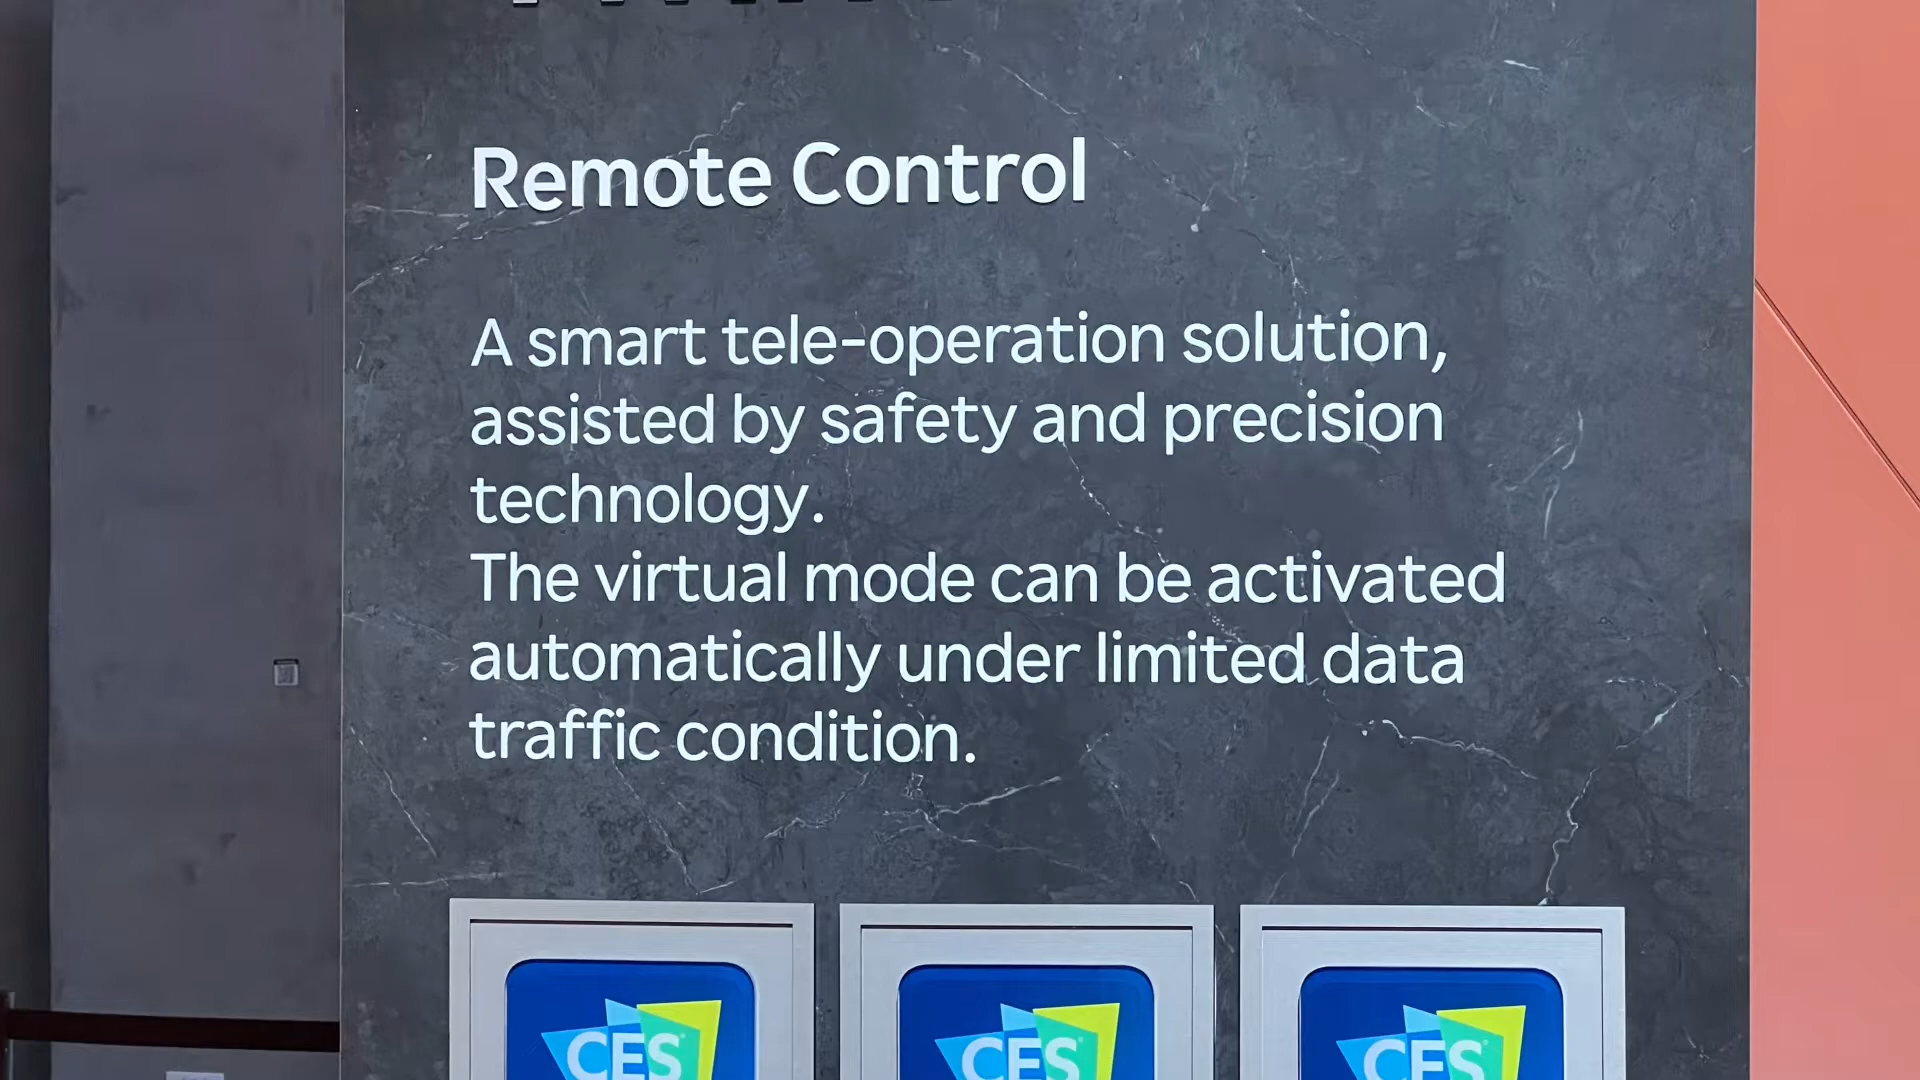 Remote Control
A smart tele-operation solution,
assisted by safety and precision
technology.
The virtual mode can be activated
automatically under limited data
traffic condition.
CES CES CES